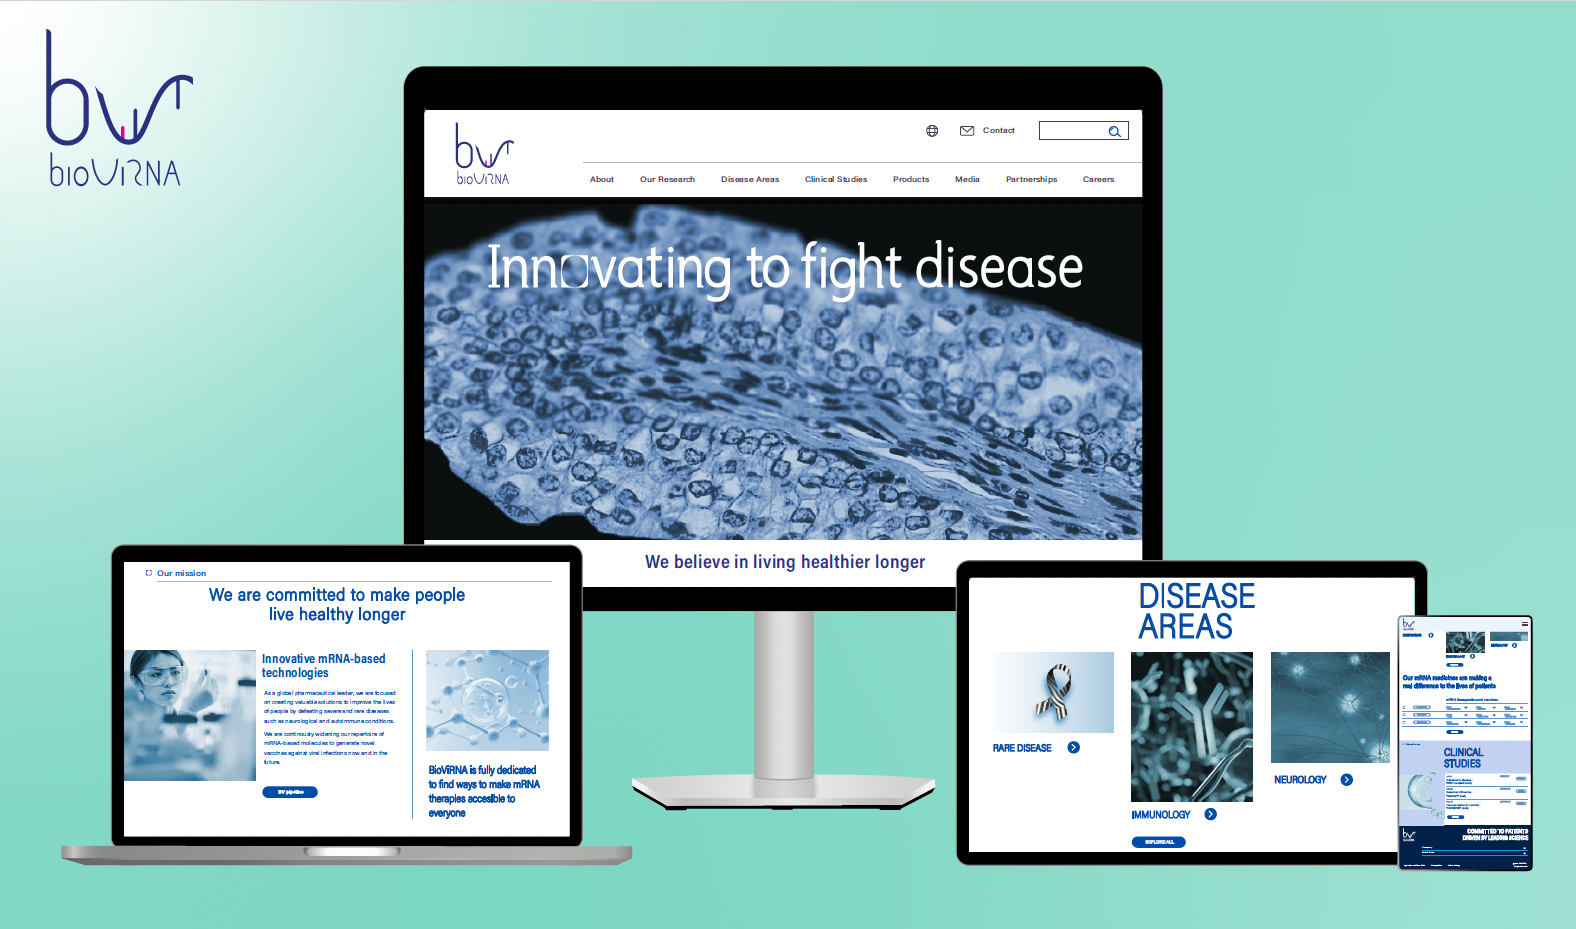 bioViRNA
bioViRNA
Contact
About Our Research Disease Areas Clinical Studies Products Media Partnerships Careers
Innovating to fight disease
We believe in living healthier longer
Our mission
We are committed to make people
live healthy longer
Innovative mRNA-based
technologies
As a global pharmaceutical leader, we are focused
on creating valuable solutions to improve the lives
of people by defeating severe and rare diseases
such as neurological and autoimmune conditions.
We are continously widening our repertoire of
mRNA-based molecules to generate novel
vaccines against viral infections now and in the
future.
BV pipeline
BioViRNA is fully dedicated
to find ways to make mRNA
therapies accesible to
everyone
DISEASE
AREAS
RARE DISEASE
IMMUNOLOGY
NEUROLOGY
EXPLORE ALL
Our mRNA medicines are making a
real difference to the lives of patients
CLINICAL
STUDIES
COMMITTED TO PATIENTS
DRIVEN BY LEADING SCIENCE